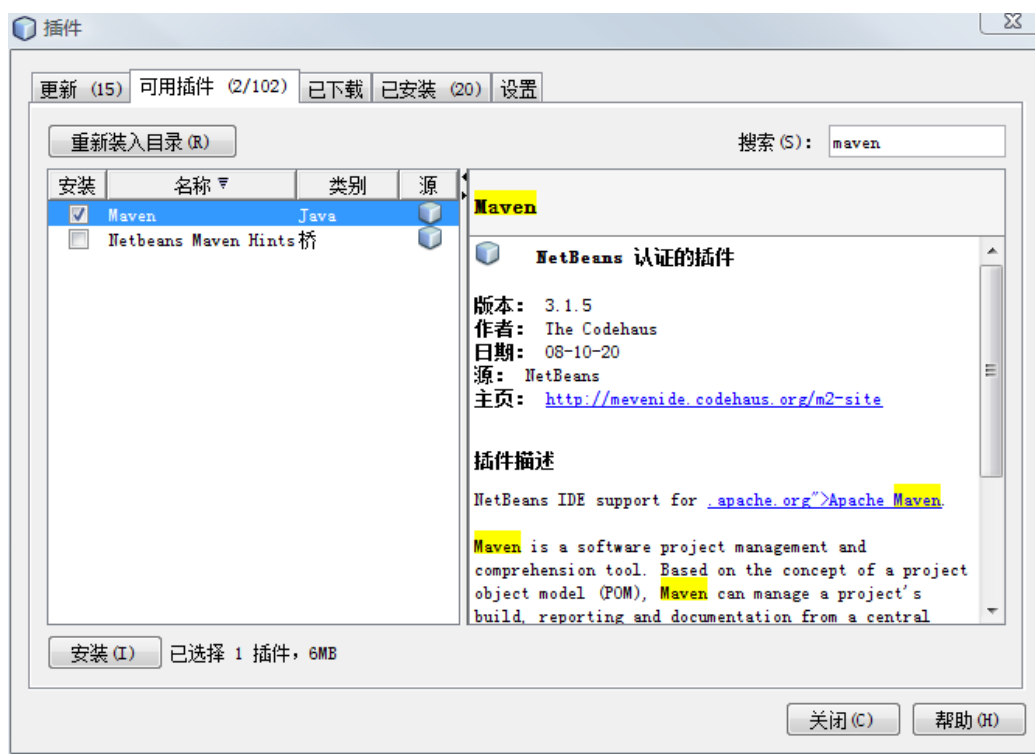 插件
更新 (15) 可用插件 (2/102) 已下载 已安装 (20) 设置
重新装入目录(R) 搜索(S): maven
安装 名称 类别 源
Maven Java
Netbeans Maven Hints 桥
Maven
NetBeans 认证的插件
版本: 3.1.5
作者: The Codehaus
日期: 08-10-20
源: NetBeans
主页: http://mevenide.codehaus.org/m2-site
插件描述
NetBeans IDE support for .apache.org">Apache Maven.
Maven is a software project management and
comprehension tool. Based on the concept of a project
object model (POM), Maven can manage a project's
build, reporting and documentation from a central
安装(I) 已选择 1 插件，6MB
关闭(C) 帮助(H)